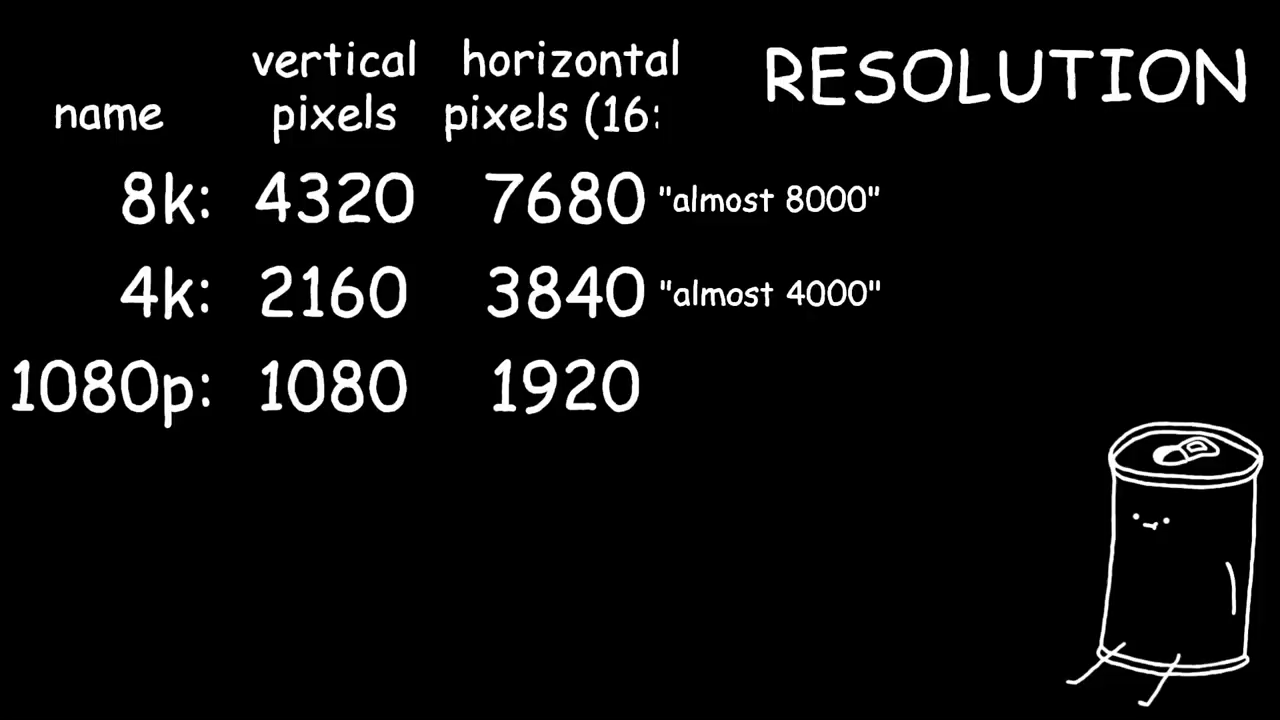 RESOLUTION
name
vertical
pixels
horizontal
pixels (16:
8k: 4320 7680 "almost 8000"
4k: 2160 3840 "almost 4000"
1080p: 1080 1920